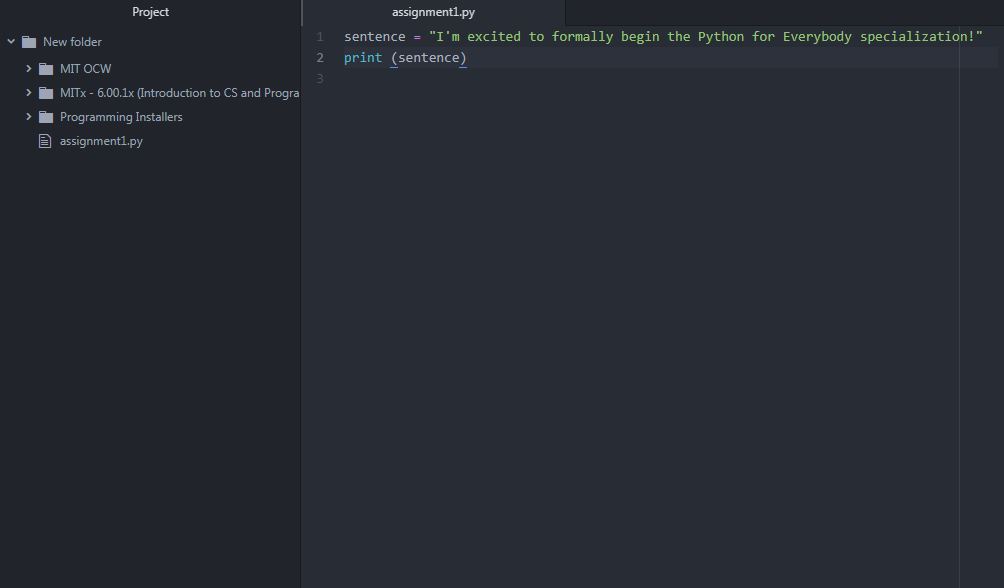 Project
New folder
MIT OCW
MITx - 6.00.1x (Introduction to CS and Progra
Programming Installers
assignment1.py
assignment1.py
1 sentence = "I'm excited to formally begin the Python for Everybody specialization!"
2 print (sentence)
3